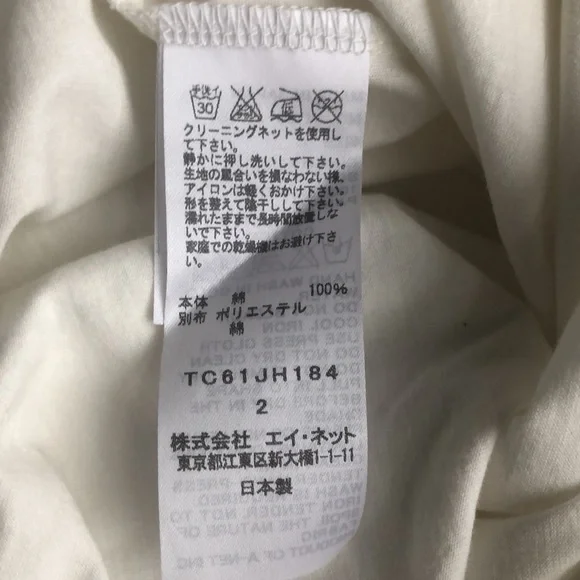 手洗イ
30
クリーニングネットを使用し
て下さい。
静かに押し洗いして下さい。
生地の風合いを損なわない様、
アイロンは軽くおかけ下さい。
形を整えて陰干しして下さい。
濡れたままで長時間放置しな
いで下さい。
家庭での乾燥機はお避け下さ
い。
本体 綿 100%
別布 ポリエステル
綿
TC61JH184
2
株式会社 エイ・ネット
東京都江東区新大橋1-1-11
日本製